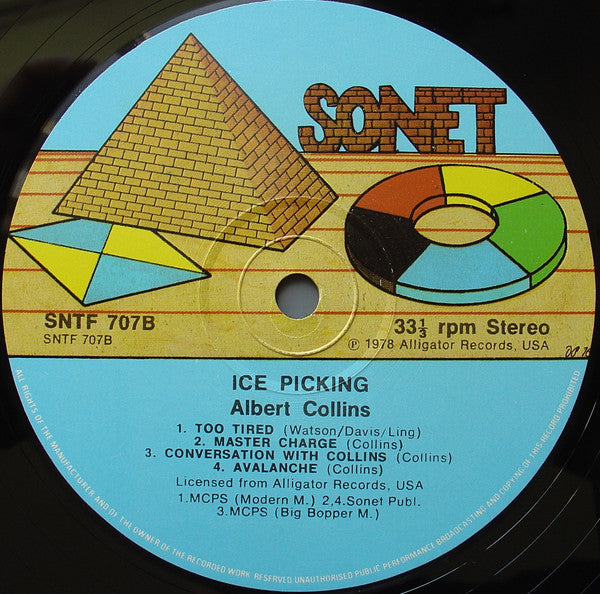 SONET
SNTF 707B
SNTF 707B
33⅓ rpm Stereo
℗ 1978 Alligator Records, USA
ICE PICKING
Albert Collins
1. TOO TIRED (Watson/Davis/Ling)
2. MASTER CHARGE (Collins)
3. CONVERSATION WITH COLLINS (Collins)
4. AVALANCHE (Collins)
Licensed from Alligator Records, USA
1.MCPS (Modern M.) 2,4.Sonet Publ.
3.MCPS (Big Bopper M.)
ALL RIGHTS OF THE MANUFACTURER AND OF THE OWNER OF THE RECORDED WORK RESERVED UNAUTHORISED PUBLIC PERFORMANCE BROADCASTING AND COPYING OF THIS RECORD PROHIBITED